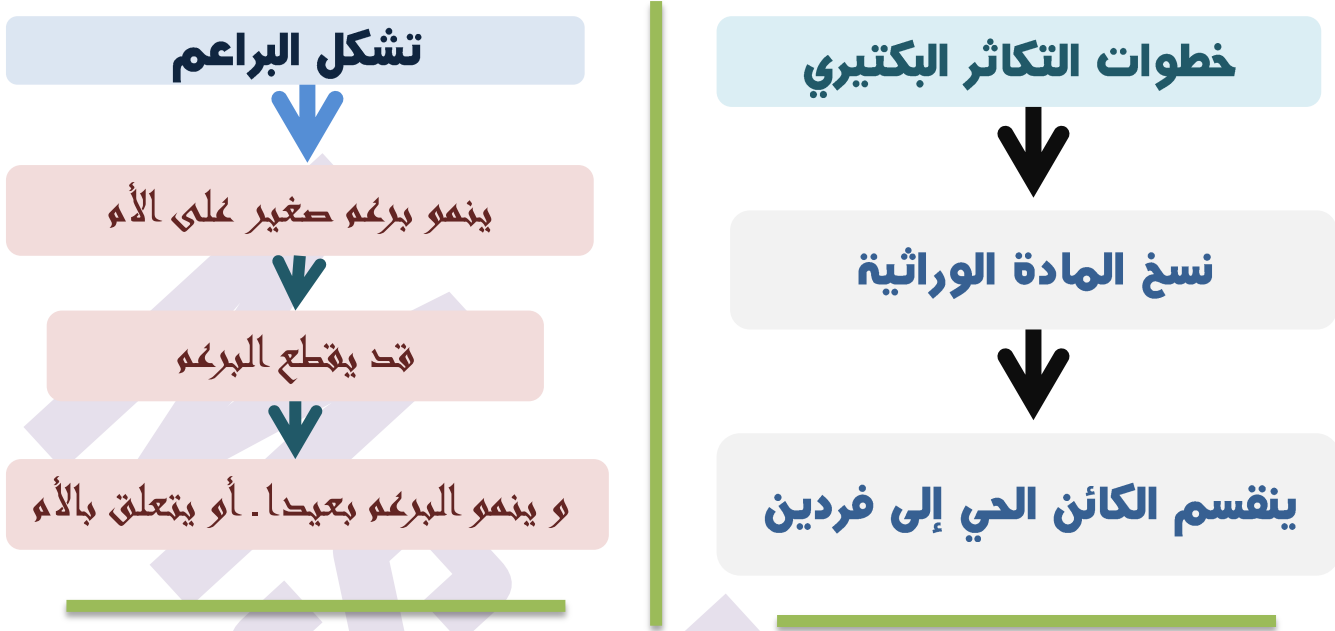 خطوات التكاثر البكتيري
نسخ المادة الوراثية
ينقسم الكائن الحي إلى فردين
تشكل البراعم
ينمو برعم صغير على الأم
قد يقطع البرعم
و ينمو البرعم بعيدا . أو يتعلق بالأم